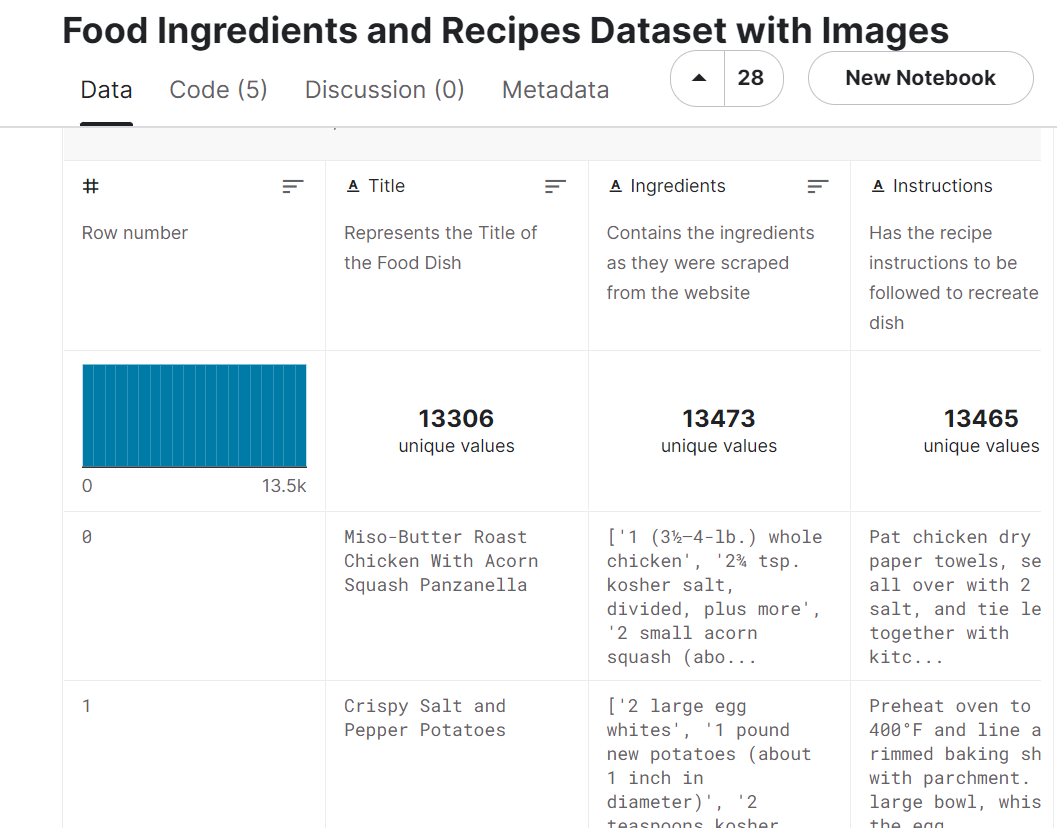 Food Ingredients and Recipes Dataset with Images
Data Code (5) Discussion (0) Metadata 28 New Notebook
# A Title A Ingredients A Instructions
Row number
Represents the Title of
the Food Dish
Contains the ingredients
as they were scraped
from the website
Has the recipe
instructions to be
followed to recreate
dish
0 13.5k
13306
unique values
13473
unique values
13465
unique values
0
Miso-Butter Roast
Chicken With Acorn
Squash Panzanella
['1 (3½–4-lb.) whole
chicken', '2¾ tsp.
kosher salt,
divided, plus more',
'2 small acorn
squash (abo...
Pat chicken dry
paper towels, se
all over with 2
salt, and tie le
together with
kitc...
1
Crispy Salt and
Pepper Potatoes
['2 large egg
whites', '1 pound
new potatoes (about
1 inch in
diameter)', '2
teaspoons kosher
Preheat oven to
400°F and line a
rimmed baking sh
with parchment.
large bowl, whis
the egg